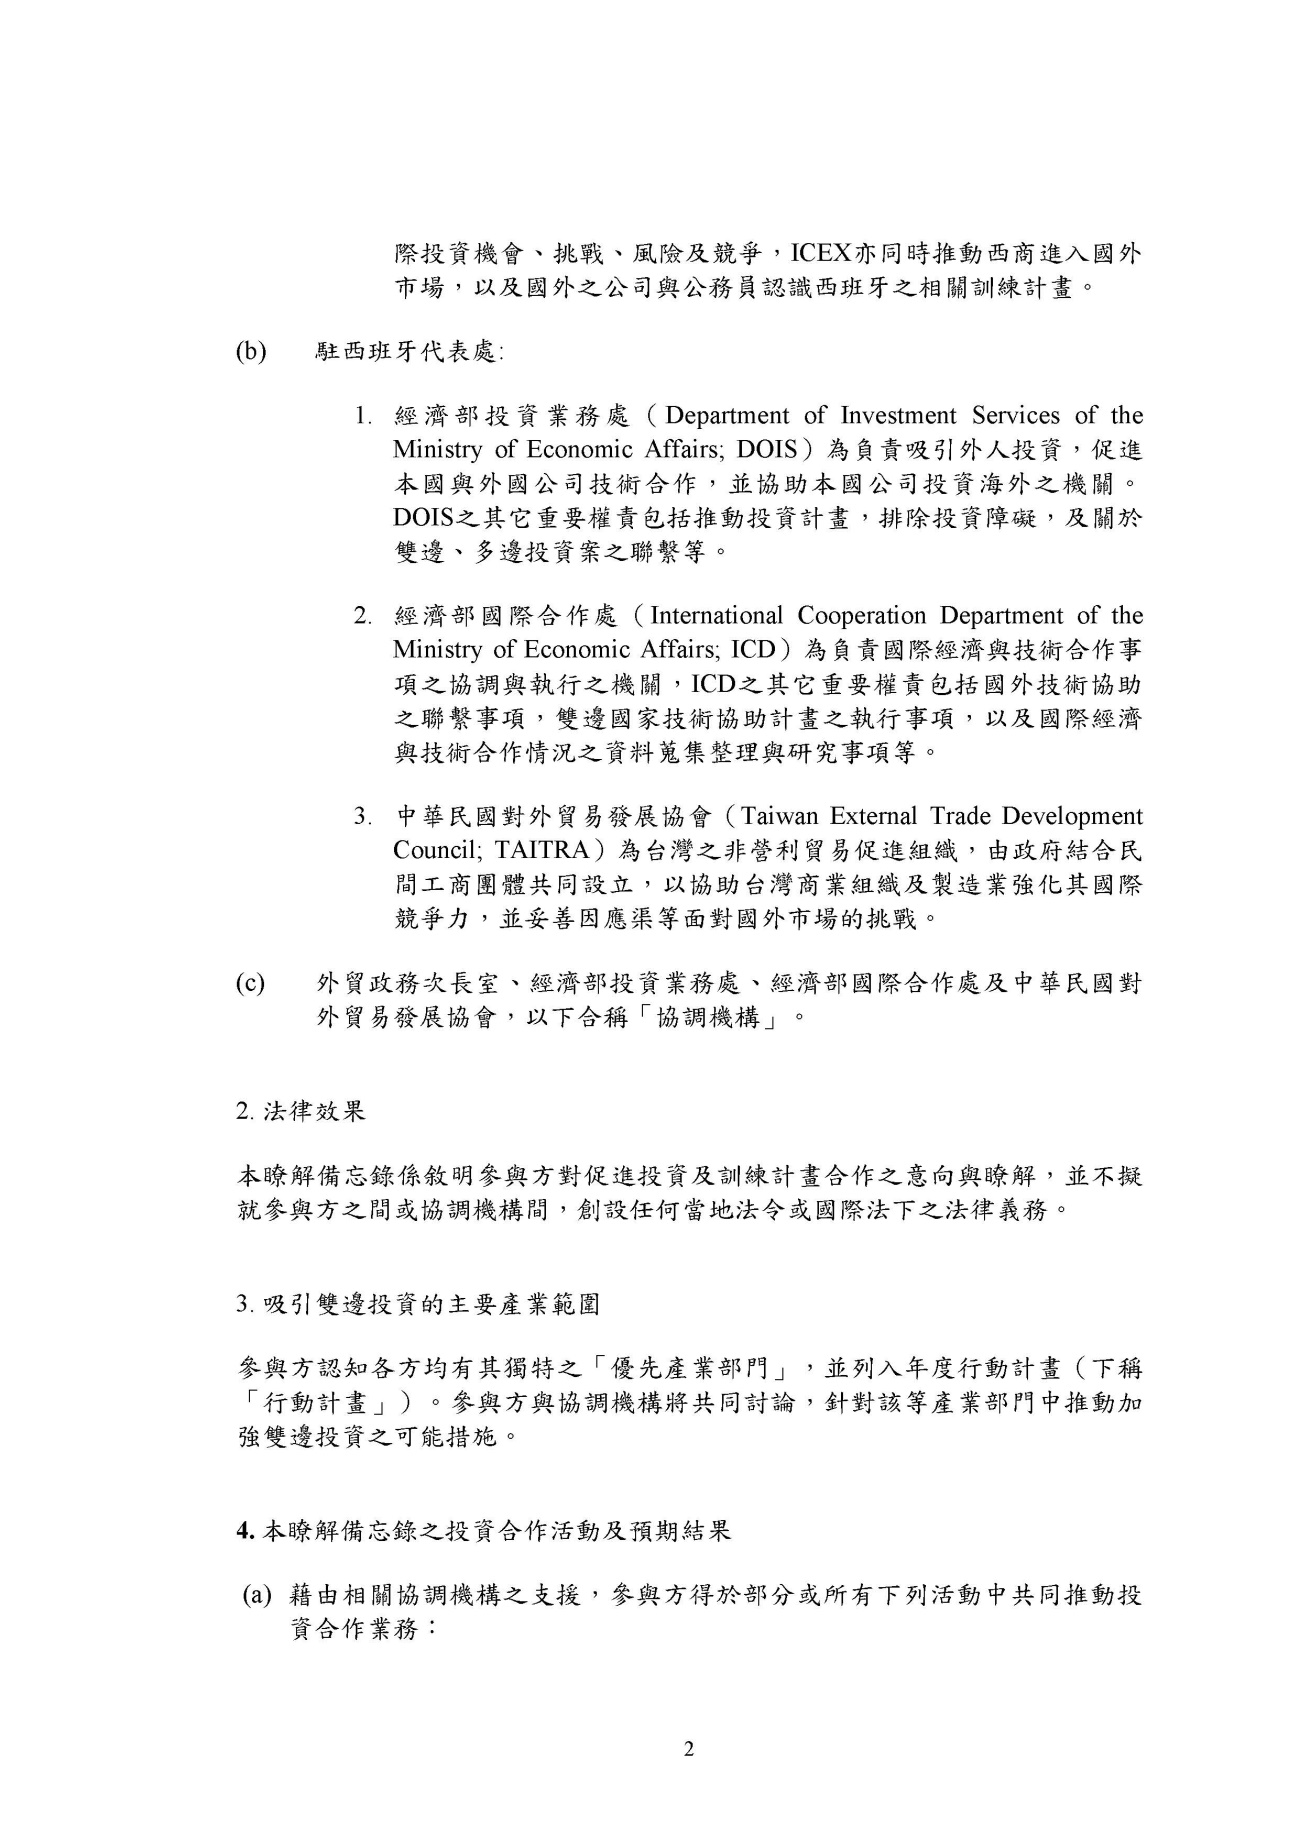 際投資機會、挑戰、風險及競爭，ICEX亦同時推動西商進入國外
市場，以及國外之公司與公務員認識西班牙之相關訓練計畫。
(b) 駐西班牙代表處:
1. 經濟部投資業務處（Department of Investment Services of the
Ministry of Economic Affairs; DOIS）為負責吸引外人投資，促進
本國與外國公司技術合作，並協助本國公司投資海外之機關。
DOIS之其它重要權責包括推動投資計畫，排除投資障礙，及關於
雙邊、多邊投資案之聯繫等。
2. 經濟部國際合作處（International Cooperation Department of the
Ministry of Economic Affairs; ICD）為負責國際經濟與技術合作事
項之協調與執行之機關，ICD之其它重要權責包括國外技術協助
之聯繫事項，雙邊國家技術協助計畫之執行事項，以及國際經濟
與技術合作情況之資料蒐集整理與研究事項等。
3. 中華民國對外貿易發展協會（Taiwan External Trade Development
Council; TAITRA）為台灣之非營利貿易促進組織，由政府結合民
間工商團體共同設立，以協助台灣商業組織及製造業強化其國際
競爭力，並妥善因應渠等面對國外市場的挑戰。
(c) 外貿政務次長室、經濟部投資業務處、經濟部國際合作處及中華民國對
外貿易發展協會，以下合稱「協調機構」。
2. 法律效果
本瞭解備忘錄係敘明參與方對促進投資及訓練計畫合作之意向與瞭解，並不擬
就參與方之間或協調機構間，創設任何當地法令或國際法下之法律義務。
3. 吸引雙邊投資的主要產業範圍
參與方認知各方均有其獨特之「優先產業部門」，並列入年度行動計畫（下稱
「行動計畫」）。參與方與協調機構將共同討論，針對該等產業部門中推動加
強雙邊投資之可能措施。
4. 本瞭解備忘錄之投資合作活動及預期結果
(a) 藉由相關協調機構之支援，參與方得於部分或所有下列活動中共同推動投
資合作業務：
2